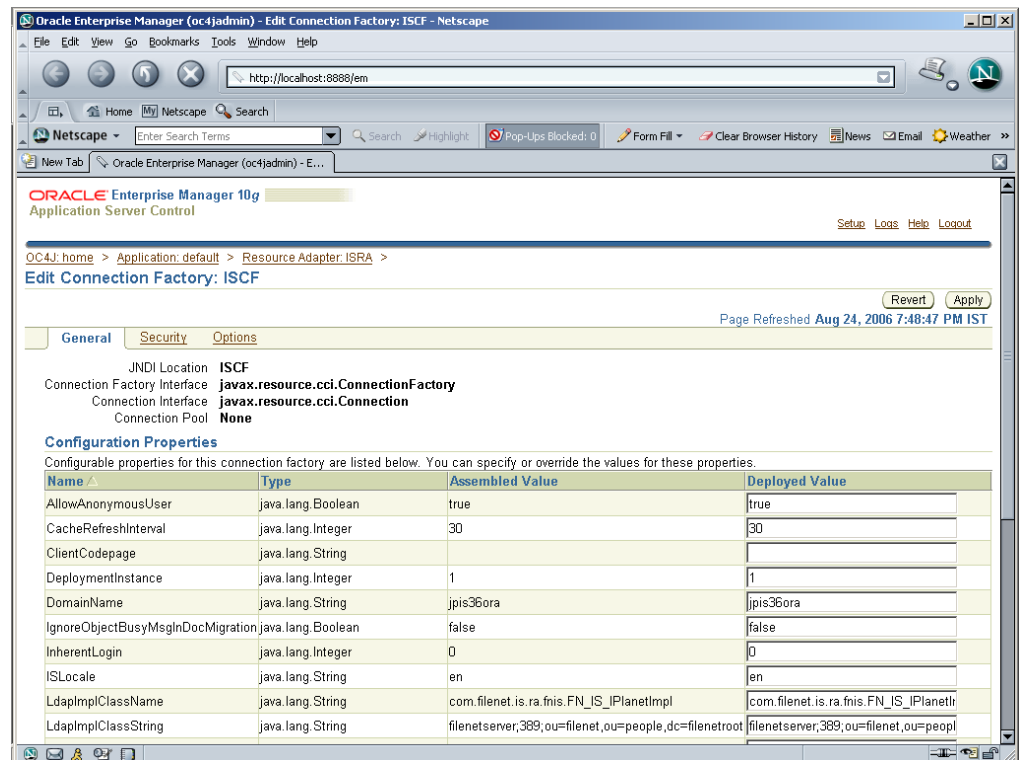 Oracle Enterprise Manager (oc4jadmin) - Edit Connection Factory: ISCF - Netscape
File Edit View Go Bookmarks Tools Window Help
http://localhost:8888/em
Home My Netscape Search
Netscape Enter Search Terms Search Highlight Pop-Ups Blocked: 0 Form Fill Clear Browser History News Email Weather »
New Tab Oracle Enterprise Manager (oc4jadmin) - E...
ORACLE Enterprise Manager 10g
Application Server Control
Setup Logs Help Logout
OC4J: home > Application: default > Resource Adapter: ISRA >
Edit Connection Factory: ISCF
Revert Apply
Page Refreshed Aug 24, 2006 7:48:47 PM IST
General Security Options
JNDI Location ISCF
Connection Factory Interface javax.resource.cci.ConnectionFactory
Connection Interface javax.resource.cci.Connection
Connection Pool None
Configuration Properties
Configurable properties for this connection factory are listed below. You can specify or override the values for these properties.
Name Type Assembled Value Deployed Value
AllowAnonymousUser java.lang.Boolean true true
CacheRefreshInterval java.lang.Integer 30 30
ClientCodepage java.lang.String
DeploymentInstance java.lang.Integer 1 1
DomainName java.lang.String jpis36ora jpis36ora
IgnoreObjectBusyMsgInDocMigration java.lang.Boolean false false
InherentLogin java.lang.Integer 0 0
ISLocale java.lang.String en en
LdapImplClassName java.lang.String com.filenet.is.ra.fnis.FN_IS_IPlanetImpl com.filenet.is.ra.fnis.FN_IS_IPlanetIr
LdapImplClassString java.lang.String filenetserver;389;ou=filenet,ou=people,dc=filenetroot filenetserver;389;ou=filenet,ou=peopl